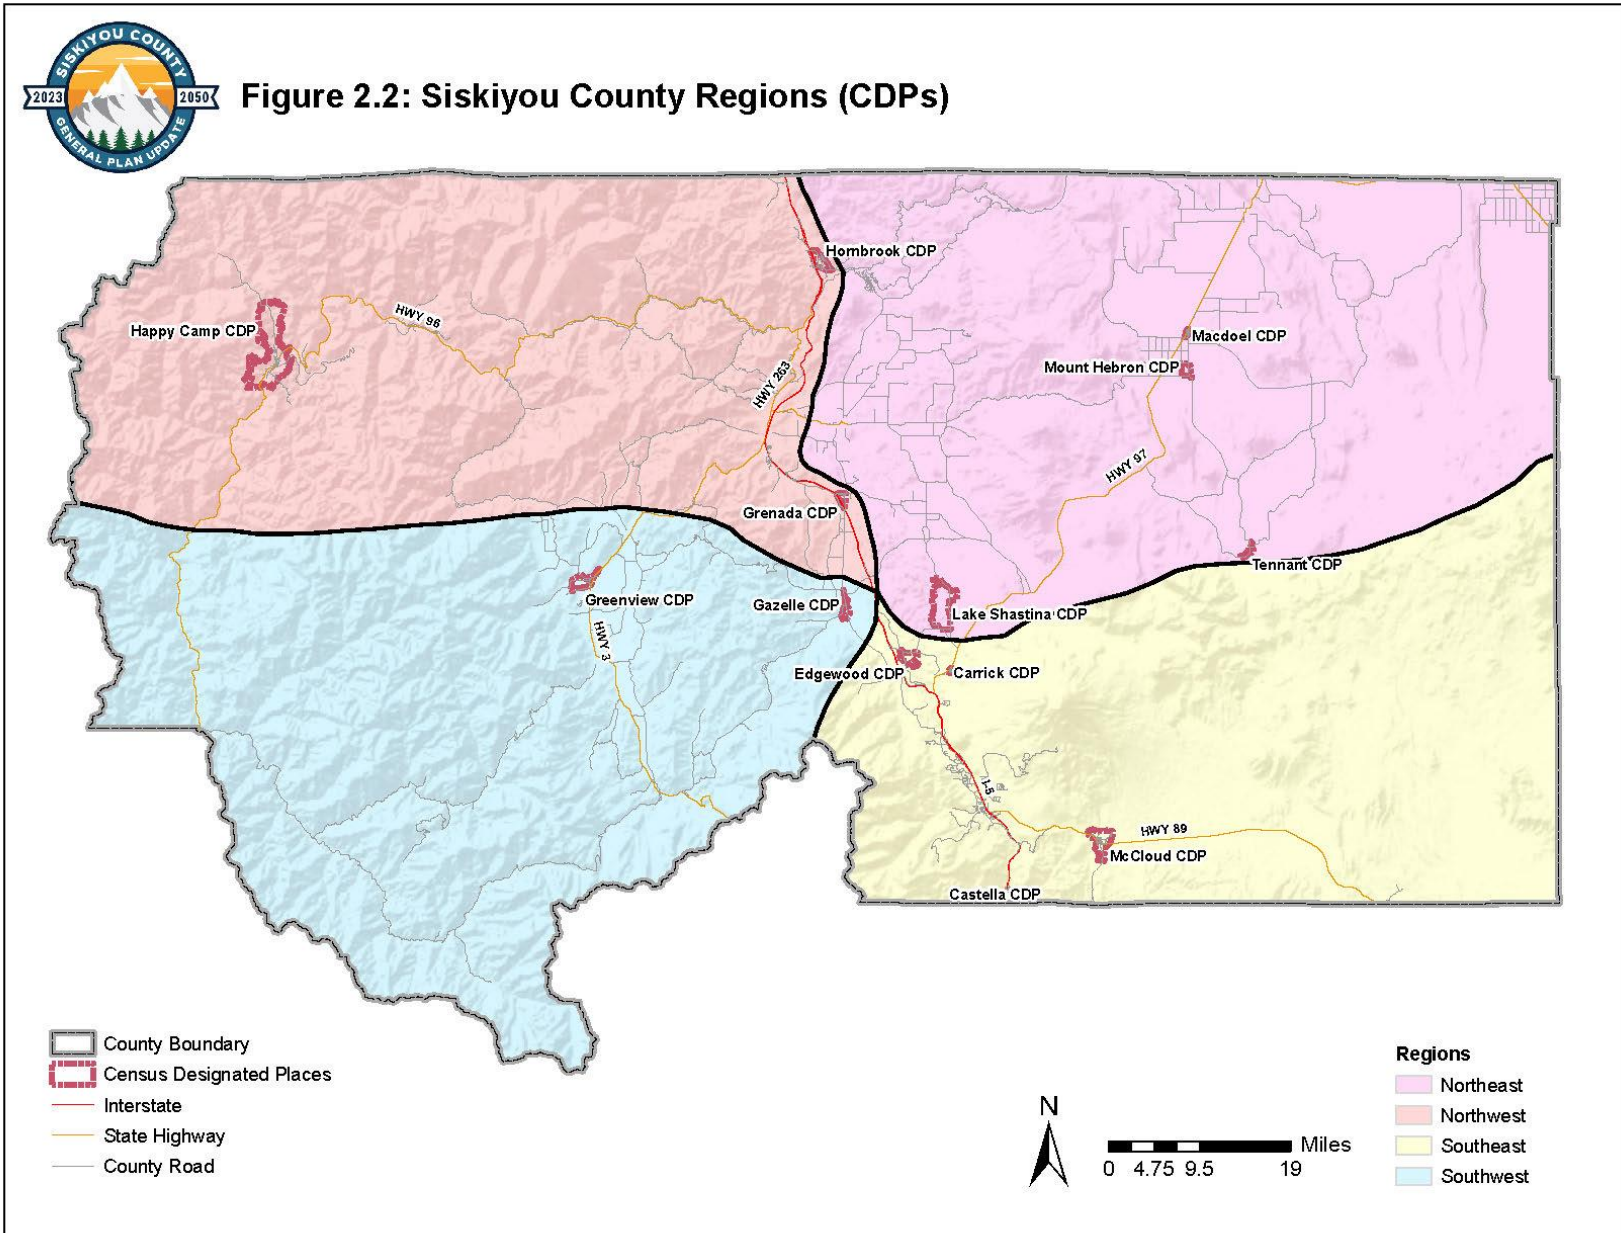 SISKIYOU COUNTY
2023 2050
GENERAL PLAN UPDATE
Figure 2.2: Siskiyou County Regions (CDPs)
Hornbrook CDP
Happy Camp CDP
HWY 96
Macdoel CDP
Mount Hebron CDP
HWY 263
HWY 97
Grenada CDP
Tennant CDP
Greenview CDP
Gazelle CDP
Lake Shastina CDP
HWY 3
Edgewood CDP
Carrick CDP
I-5
HWY 89
McCloud CDP
Castella CDP
County Boundary
Census Designated Places
Interstate
State Highway
County Road
N
Miles
0 4.75 9.5 19
Regions
Northeast
Northwest
Southeast
Southwest